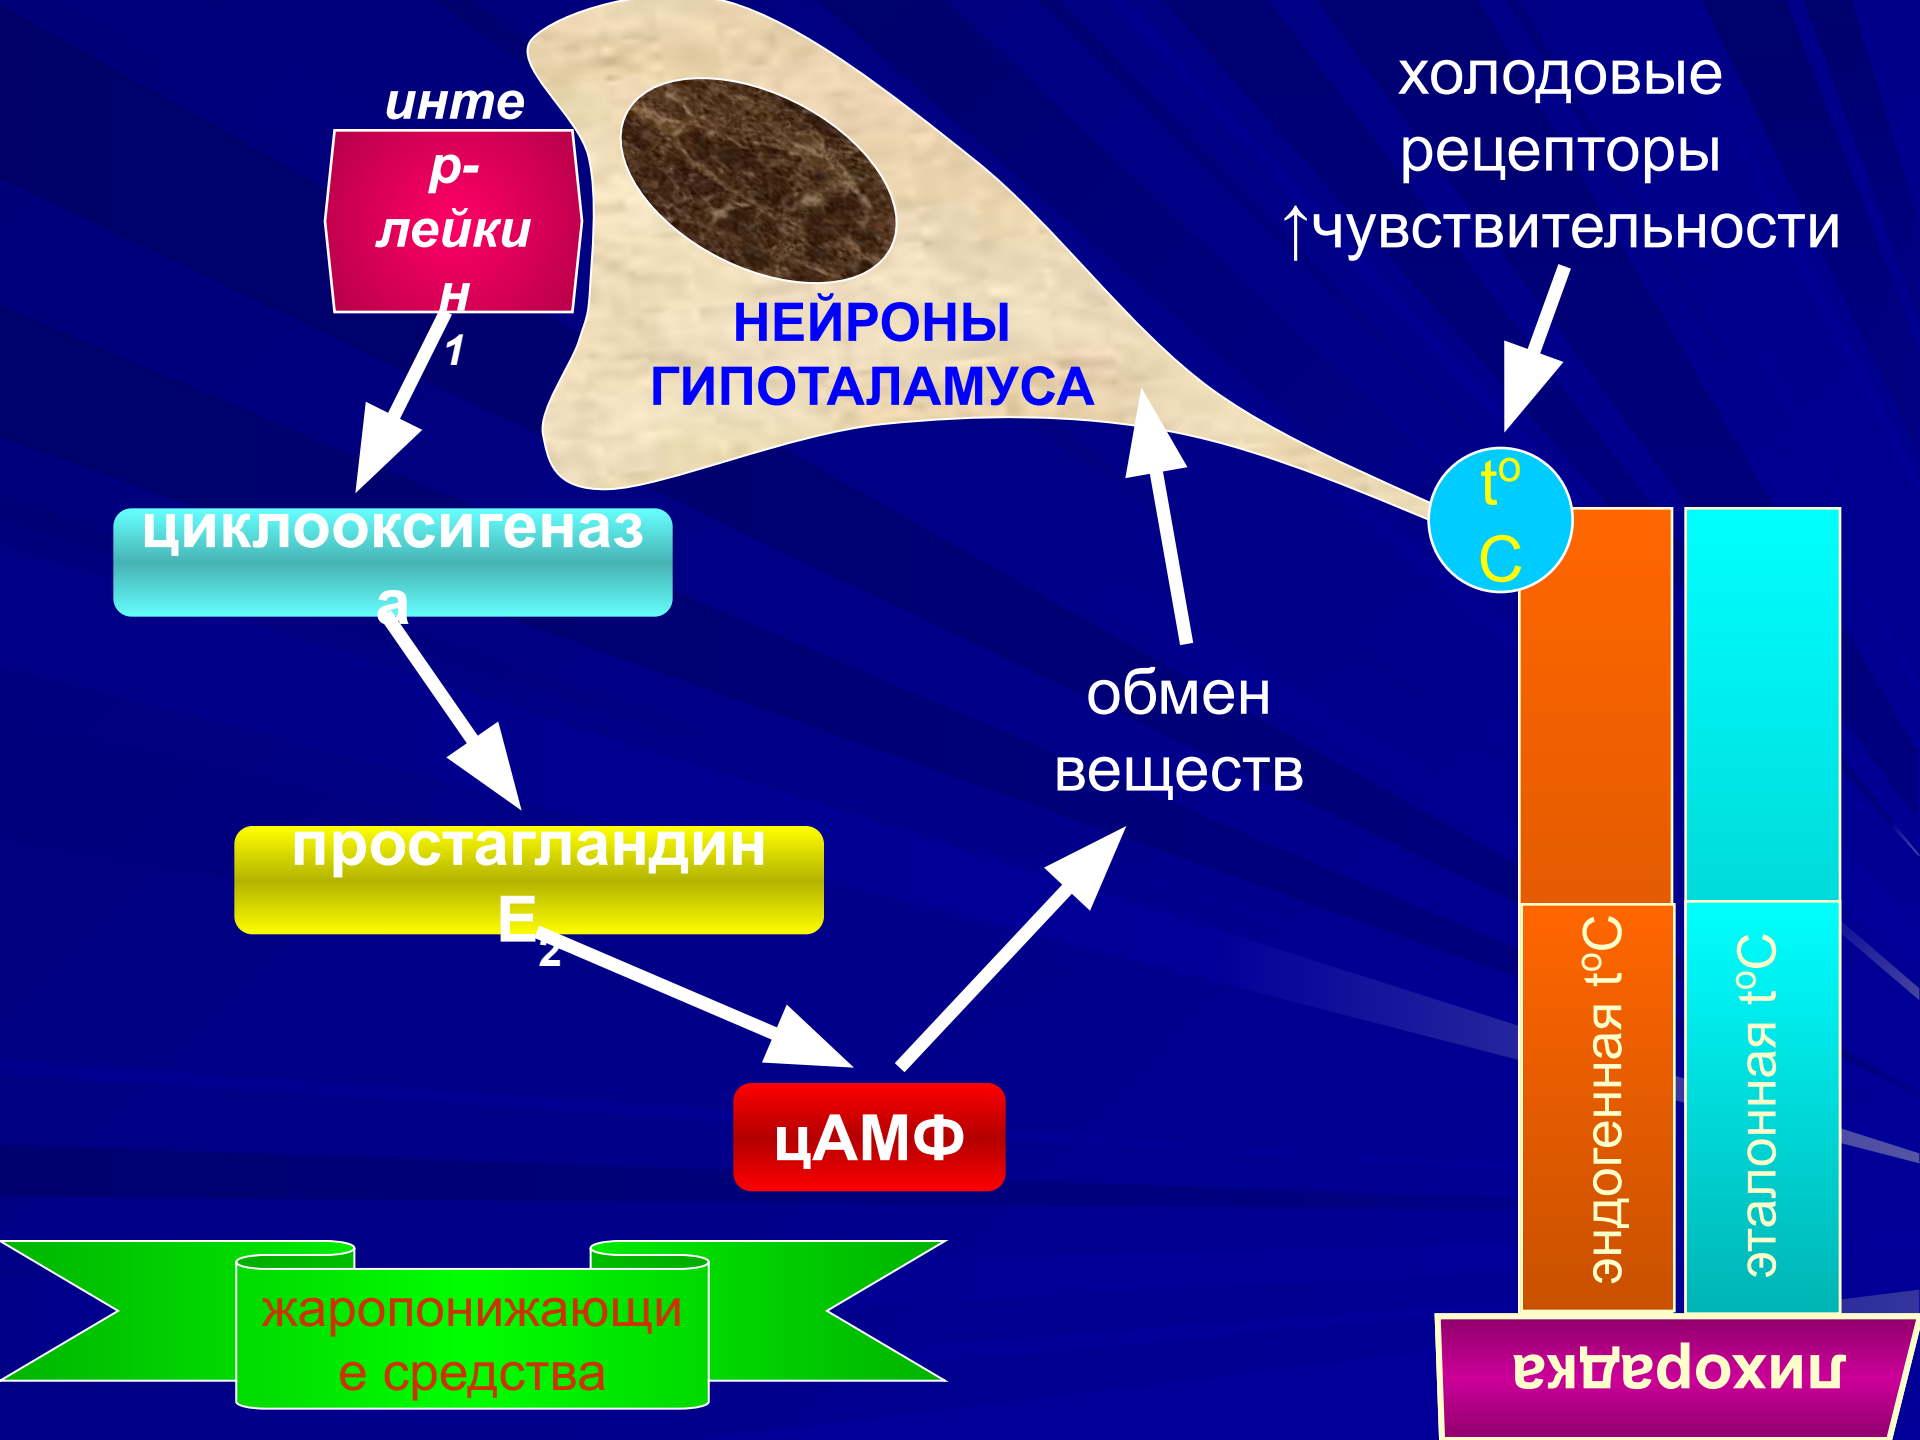 инте
р-
лейки
н
1
НЕЙРОНЫ
ГИПОТАЛАМУСА
холодовые
рецепторы
↑чувствительности
tº
C
циклооксигеназ
а
обмен
веществ
простагландин
Е2
цАМФ
эндогенная tºC
эталонная tºC
жаропонижающи
е средства
лихорадка